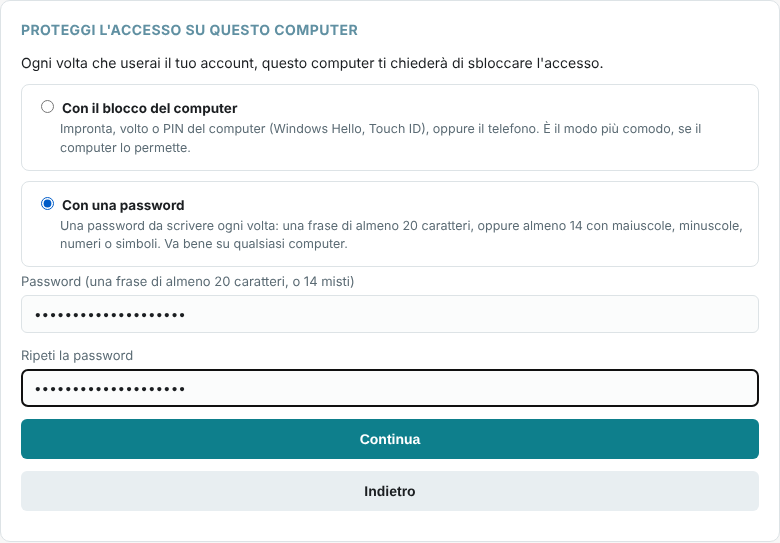 PROTEGGI L'ACCESSO SU QUESTO COMPUTER
Ogni volta che userai il tuo account, questo computer ti chiederà di sbloccare l'accesso.
Con il blocco del computer
Impronta, volto o PIN del computer (Windows Hello, Touch ID), oppure il telefono. È il modo più comodo, se il
computer lo permette.
Con una password
Una password da scrivere ogni volta: una frase di almeno 20 caratteri, oppure almeno 14 con maiuscole, minuscole,
numeri o simboli. Va bene su qualsiasi computer.
Password (una frase di almeno 20 caratteri, o 14 misti)
••••••••••••••••••••
Ripeti la password
••••••••••••••••••••
Continua
Indietro